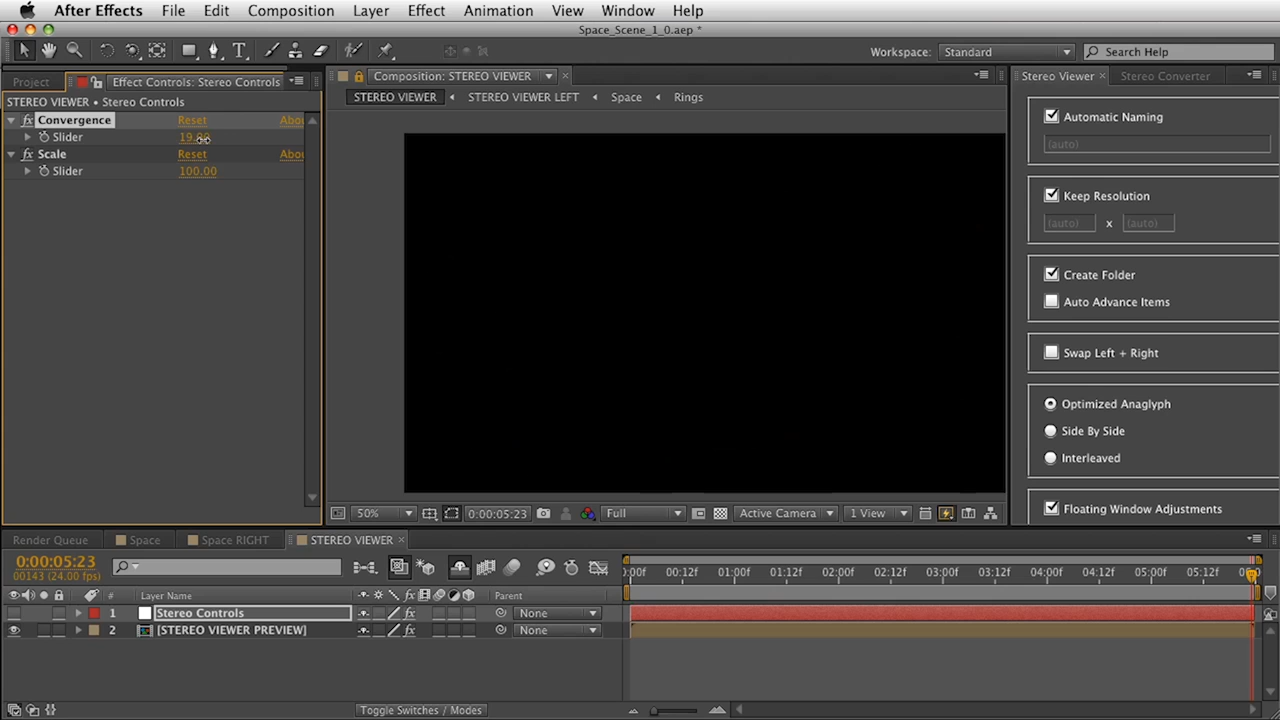 After Effects File Edit Composition Layer Effect Animation View Window Help
Space_Scene_1_0.aep *
Workspace: Standard Search Help
Project Effect Controls: Stereo Controls
STEREO VIEWER • Stereo Controls
Convergence Reset
Slider
Scale Reset
Slider 100.00
Composition: STEREO VIEWER
STEREO VIEWER STEREO VIEWER LEFT Space Rings
50% 0:00:05:23 Full Active Camera 1 View
Stereo Viewer Stereo Converter
Automatic Naming
(auto)
Keep Resolution
(auto) x (auto)
Create Folder
Auto Advance Items
Swap Left + Right
Optimized Anaglyph
Side By Side
Interleaved
Floating Window Adjustments
Render Queue Space Space RIGHT STEREO VIEWER
0:00:05:23
00143 (24.00 fps)
:00f 00:12f 01:00f 01:12f 02:00f 02:12f 03:00f 03:12f 04:00f 04:12f 05:00f 05:12f
# Layer Name Parent
1 Stereo Controls None
2 [STEREO VIEWER PREVIEW] None
Toggle Switches / Modes